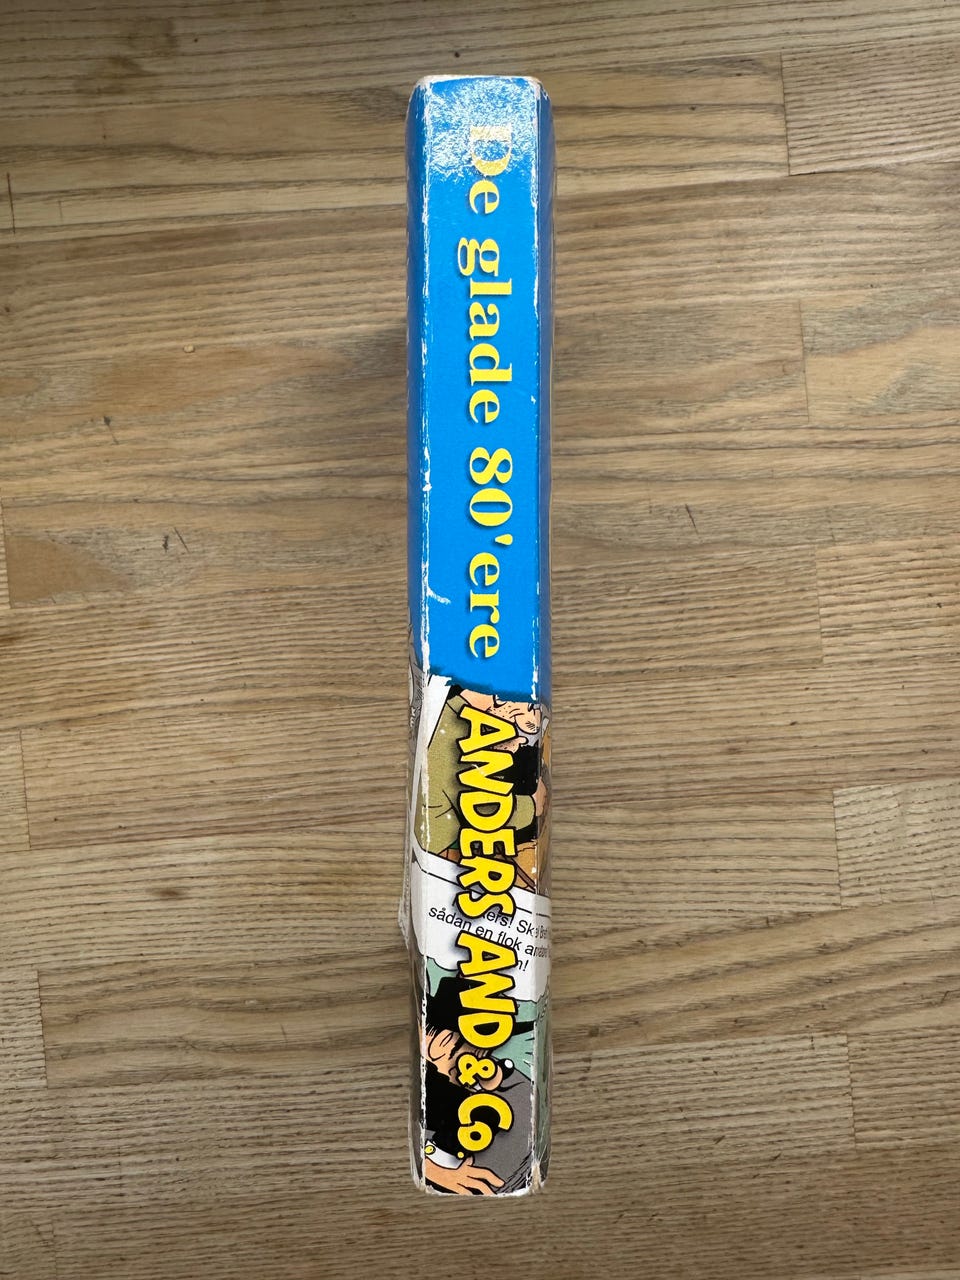 De glade 80'ere
ANDERS AND & Co.
sådan en flok